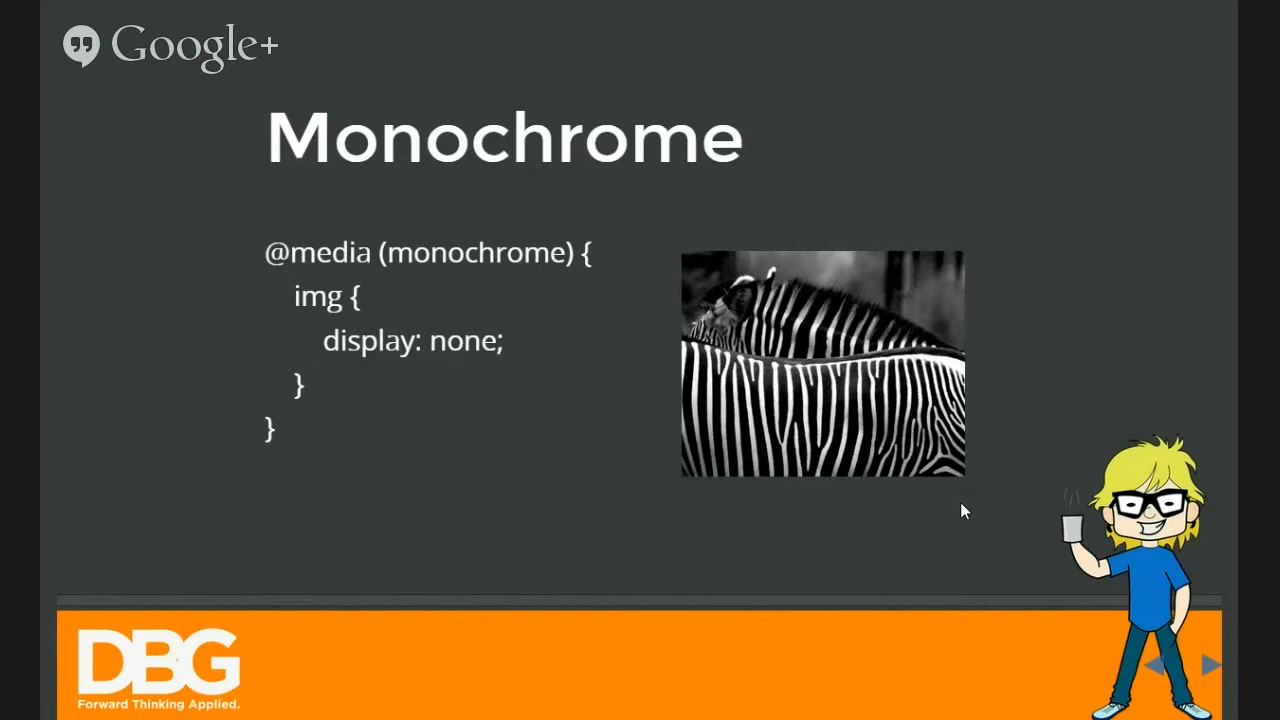 Google+
Monochrome
@media (monochrome) {
img {
display: none;
}
}
DBG
Forward Thinking Applied.